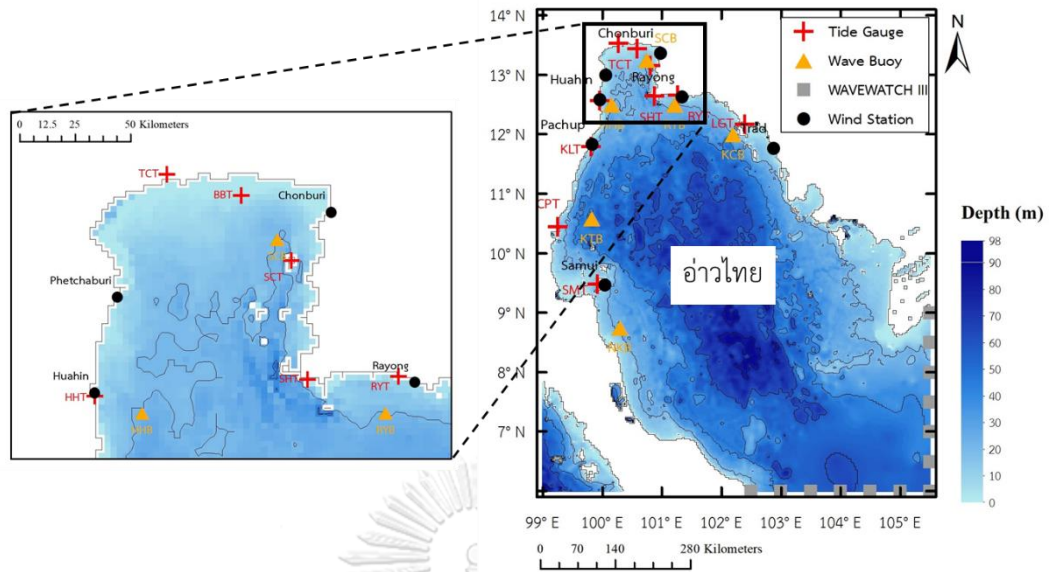 0 12.5 25 50 Kilometers
TCT
BBT
Chonburi
SCT
Phetchaburi
Huahin
HHT
HHB
SHT
Rayong
RYT
RYB
14° N
13° N
12° N
11° N
10° N
9° N
8° N
7° N
Chonburi
SCB
TCT
Huahin
Rayong
SHT
RYB
Pachup
KLT
LGT
Trad
KCB
CPT
KTB
Samui
SMT
NKB
อ่าวไทย
99° E 100° E 101° E 102° E 103° E 104° E 105° E
0 70 140 280 Kilometers
Tide Gauge
Wave Buoy
WAVEWATCH III
Wind Station
N
Depth (m)
98
90
80
70
60
50
40
30
20
10
0